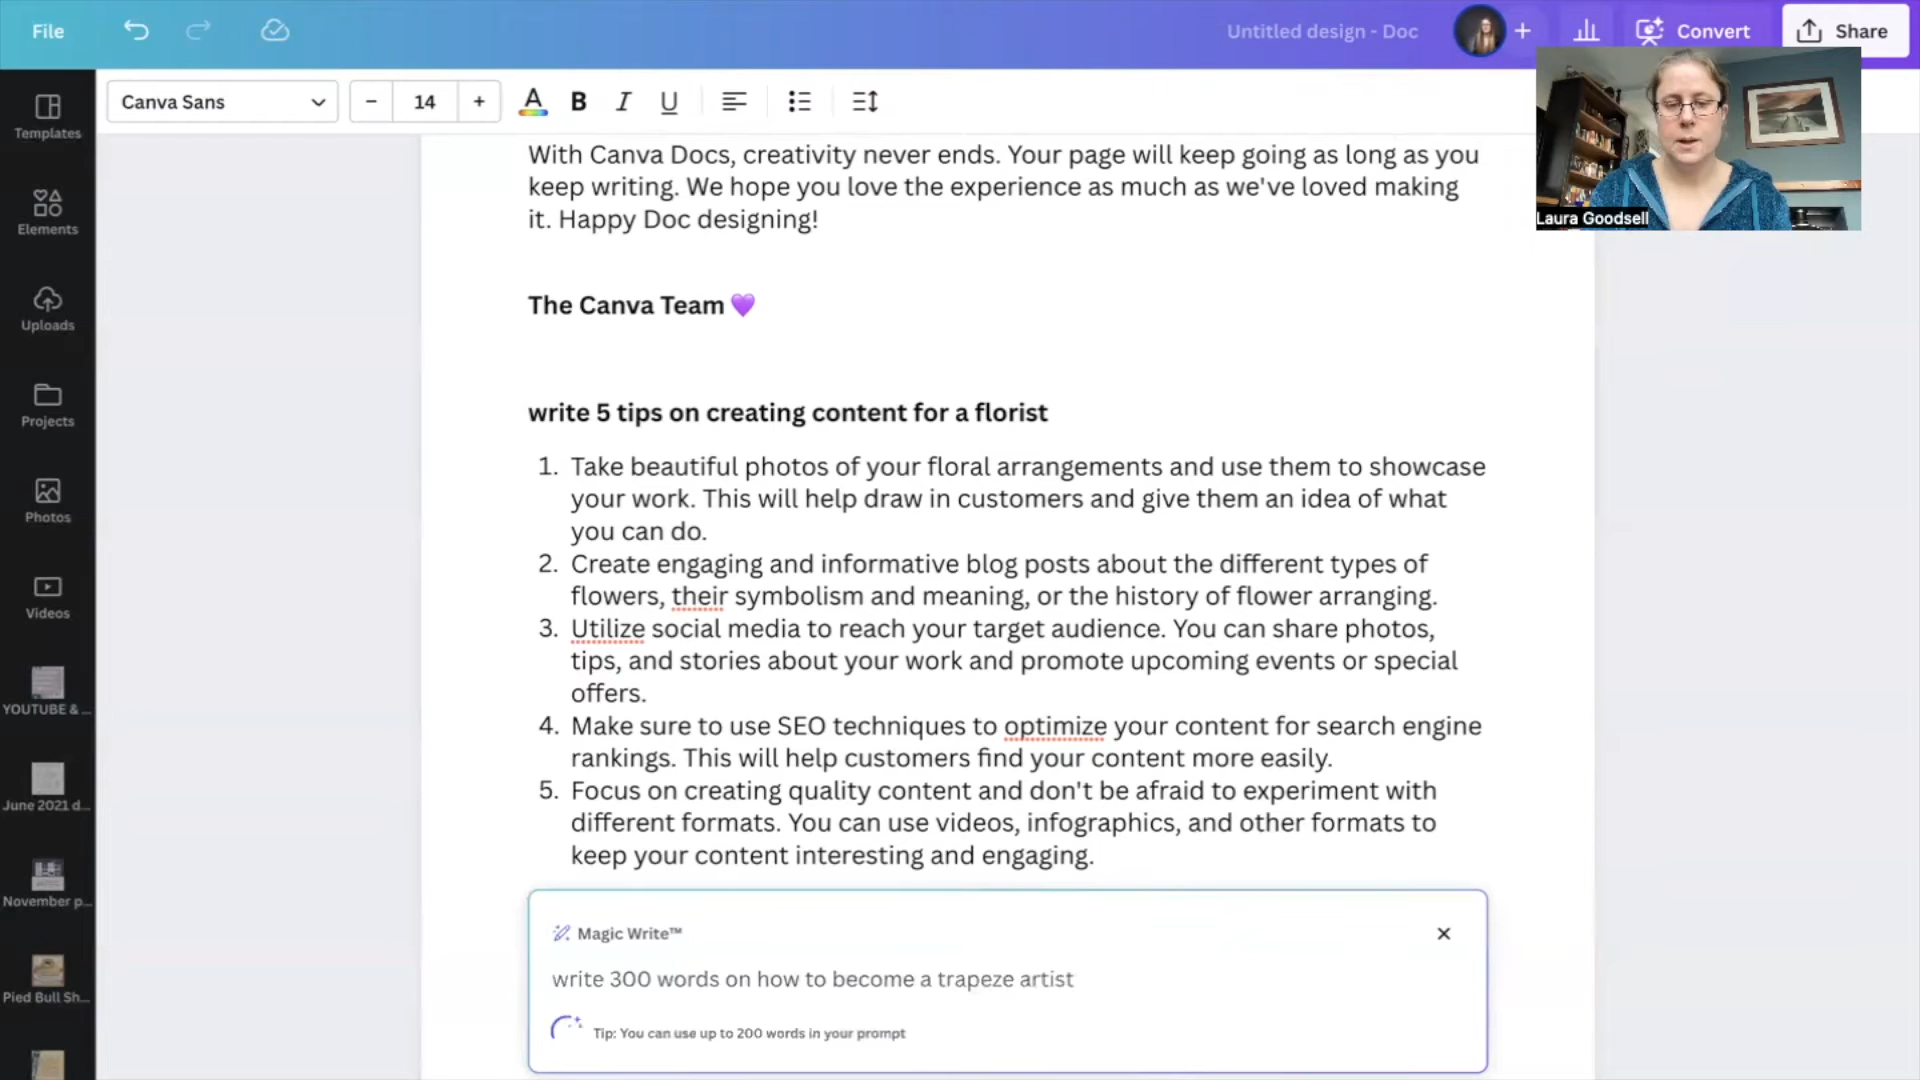 File
Untitled design - Doc
Convert
Share
Canva Sans
14
A
B
I
U
Templates
Elements
Uploads
Projects
Photos
Videos
YOUTUBE & ...
June 2021 d...
November p...
Pied Bull Sh...
Laura Goodsell
With Canva Docs, creativity never ends. Your page will keep going as long as you
keep writing. We hope you love the experience as much as we've loved making
it. Happy Doc designing!
The Canva Team 💜
write 5 tips on creating content for a florist
1. Take beautiful photos of your floral arrangements and use them to showcase
your work. This will help draw in customers and give them an idea of what
you can do.
2. Create engaging and informative blog posts about the different types of
flowers, their symbolism and meaning, or the history of flower arranging.
3. Utilize social media to reach your target audience. You can share photos,
tips, and stories about your work and promote upcoming events or special
offers.
4. Make sure to use SEO techniques to optimize your content for search engine
rankings. This will help customers find your content more easily.
5. Focus on creating quality content and don't be afraid to experiment with
different formats. You can use videos, infographics, and other formats to
keep your content interesting and engaging.
Magic Write™
write 300 words on how to become a trapeze artist
Tip: You can use up to 200 words in your prompt